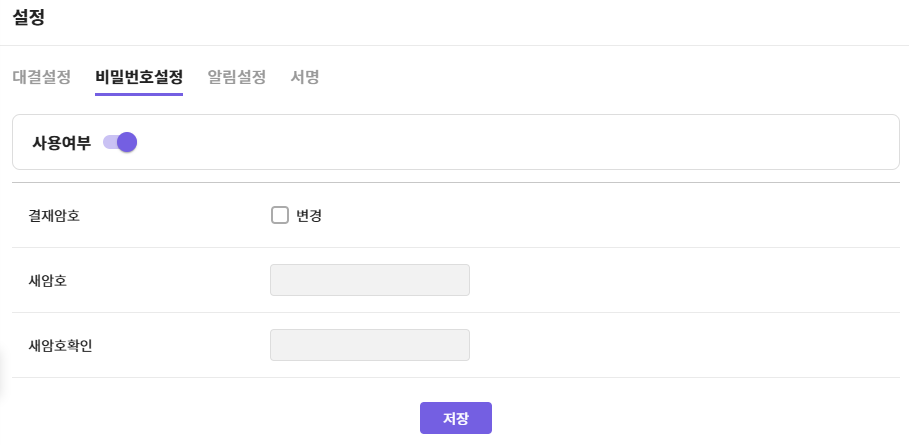 설정
대결설정 비밀번호설정 알림설정 서명
사용여부
결재암호 변경
새암호
새암호확인
저장